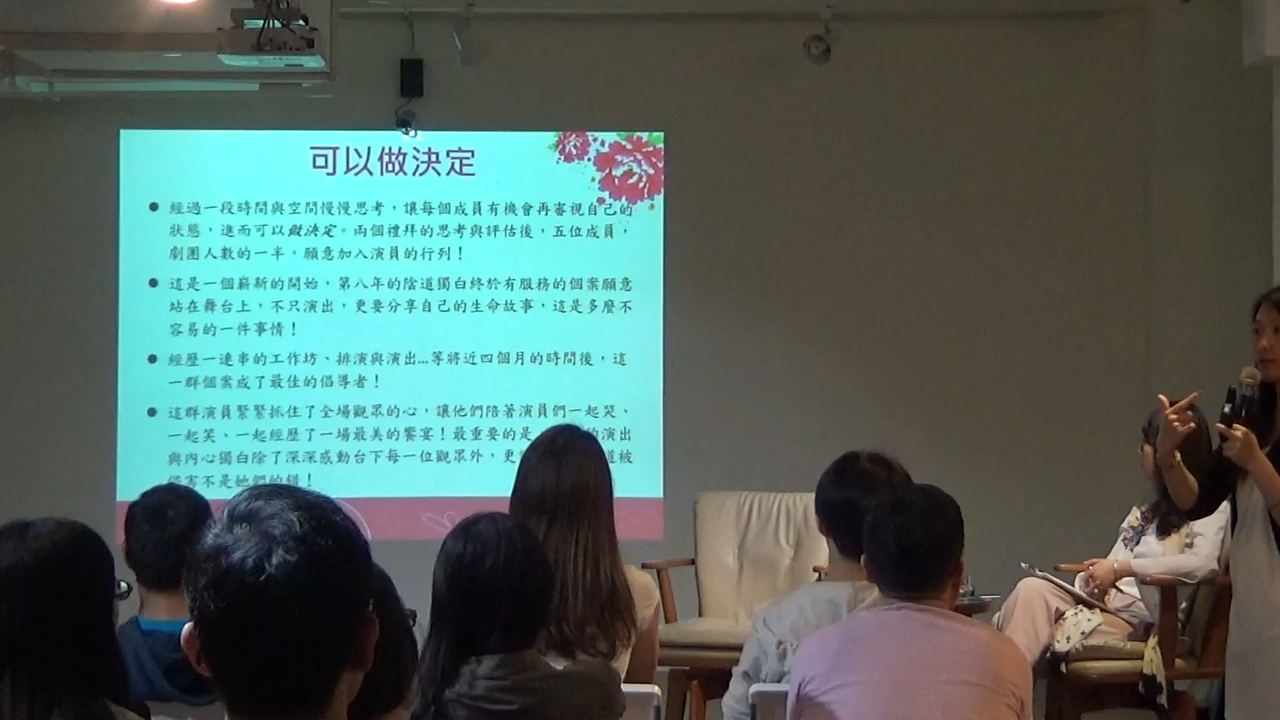 可以做決定
● 經過一段時間與空間慢慢思考，讓每個成員有機會再審視自己的
狀態，進而可以做決定。兩個禮拜的思考與評估後，五位成員，
劇團人數的一半，願意加入演員的行列！
● 這是一個嶄新的開始，第八年的陰道獨白終於有服務的個案願意
站在舞台上，不只演出，更要分享自己的生命故事，這是多麼不
容易的一件事情！
● 經歷一連串的工作坊、排演與演出…等將近四個月的時間後，這
一群個案成了最佳的倡導者！
● 這群演員緊緊抓住了全場觀眾的心，讓他們陪著演員們一起哭、
一起笑、一起經歷了一場最美的饗宴！最重要的是 的演出
與內心獨白除了深深感動台下每一位觀眾外，更 道被
侵害不是她們的錯！